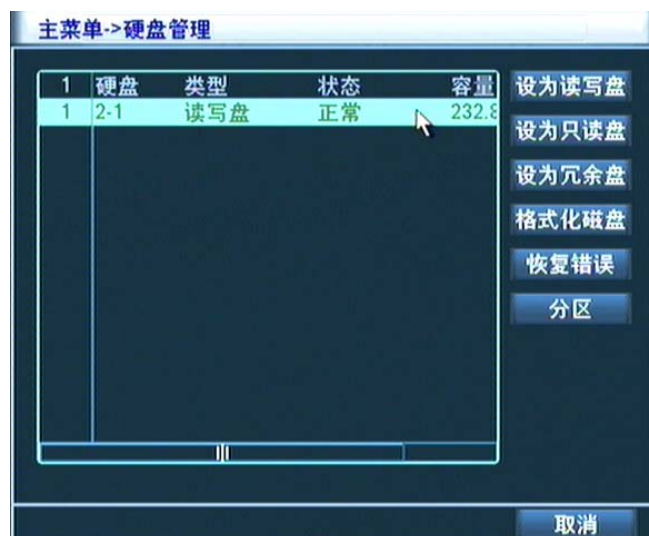 主菜单->硬盘管理
1 硬盘 类型 状态 容量
1 2-1 读写盘 正常 232.8
设为读写盘
设为只读盘
设为冗余盘
格式化磁盘
恢复错误
分区
取消